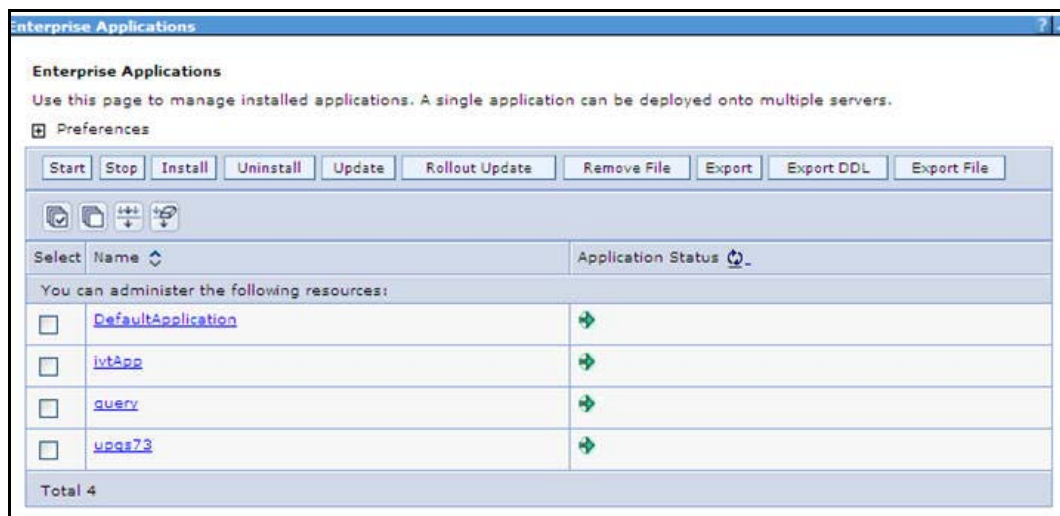 Enterprise Applications ?
Enterprise Applications
Use this page to manage installed applications. A single application can be deployed onto multiple servers.
Preferences
Start Stop Install Uninstall Update Rollout Update Remove File Export Export DDL Export File
Select Name Application Status
You can administer the following resources:
DefaultApplication
ivtApp
query
upgs73
Total 4